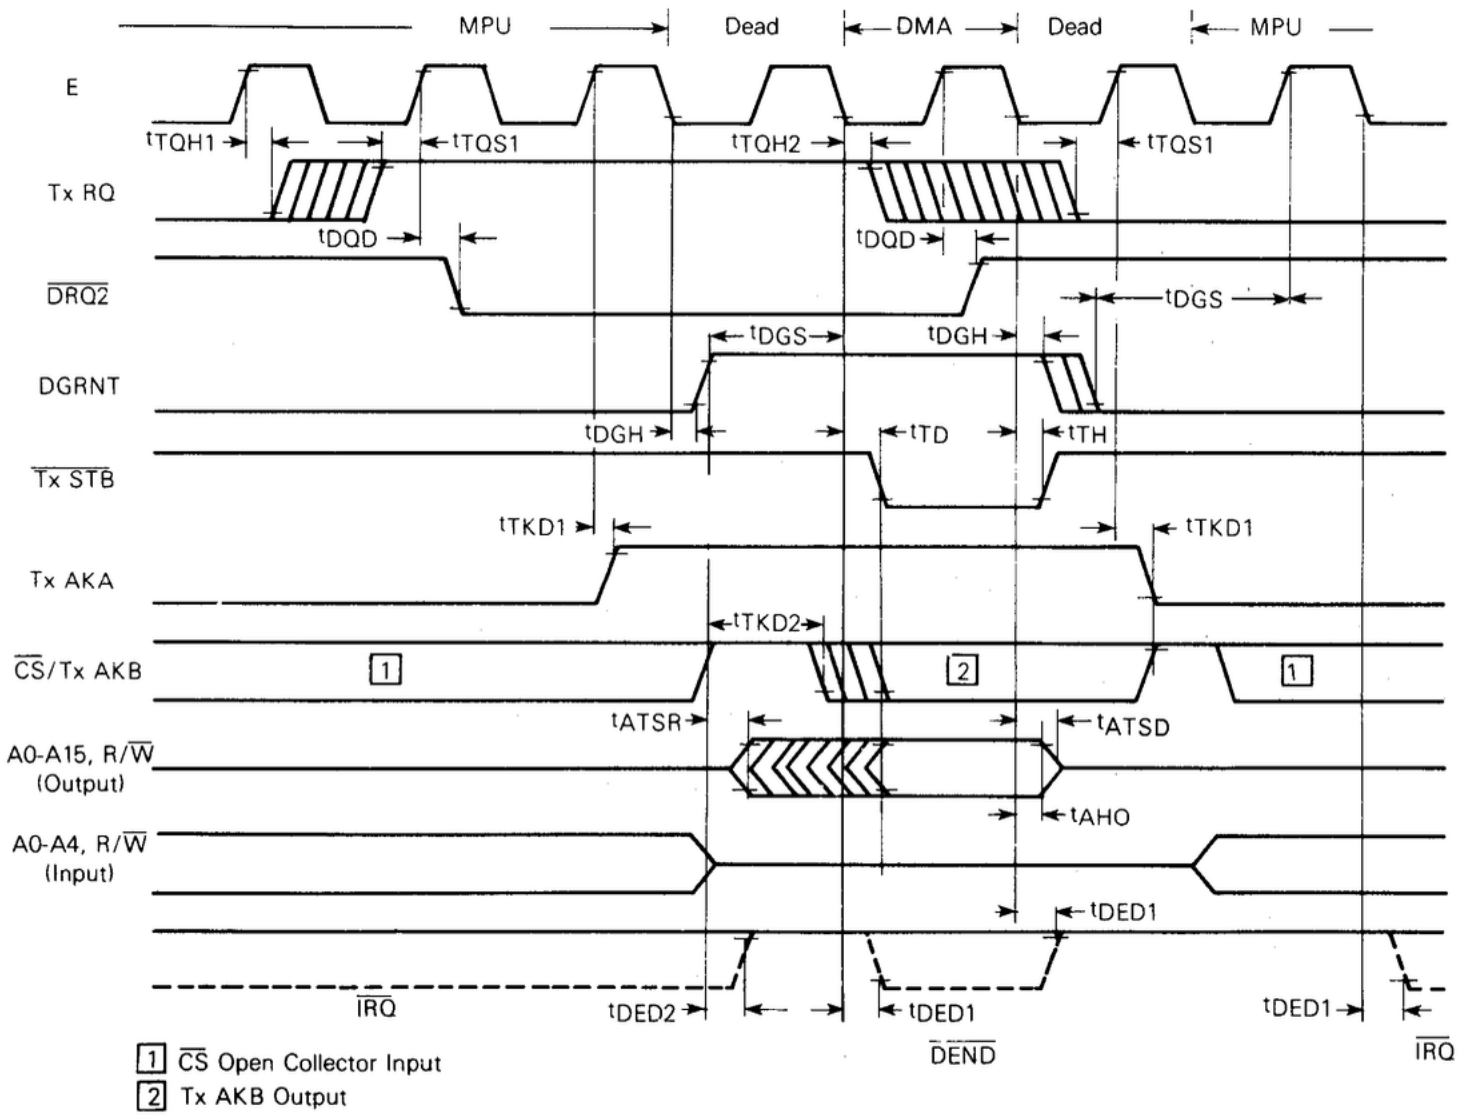 MPU Dead DMA Dead MPU
E
tTQH1 tTQS1 tTQH2 tTQS1
Tx RQ
tDQD tDQD
DRQ2
tDGS
tDGS tDGH
DGRNT
tDGH tTD tTH
Tx STB
tTKD1 tTKD1
Tx AKA
tTKD2
CS/Tx AKB 1 2 1
tATSR tATSD
A0-A15, R/W
(Output)
tAHO
A0-A4, R/W
(Input)
tDED1
IRQ tDED2 tDED1 tDED1
DEND IRQ
1 CS Open Collector Input
2 Tx AKB Output